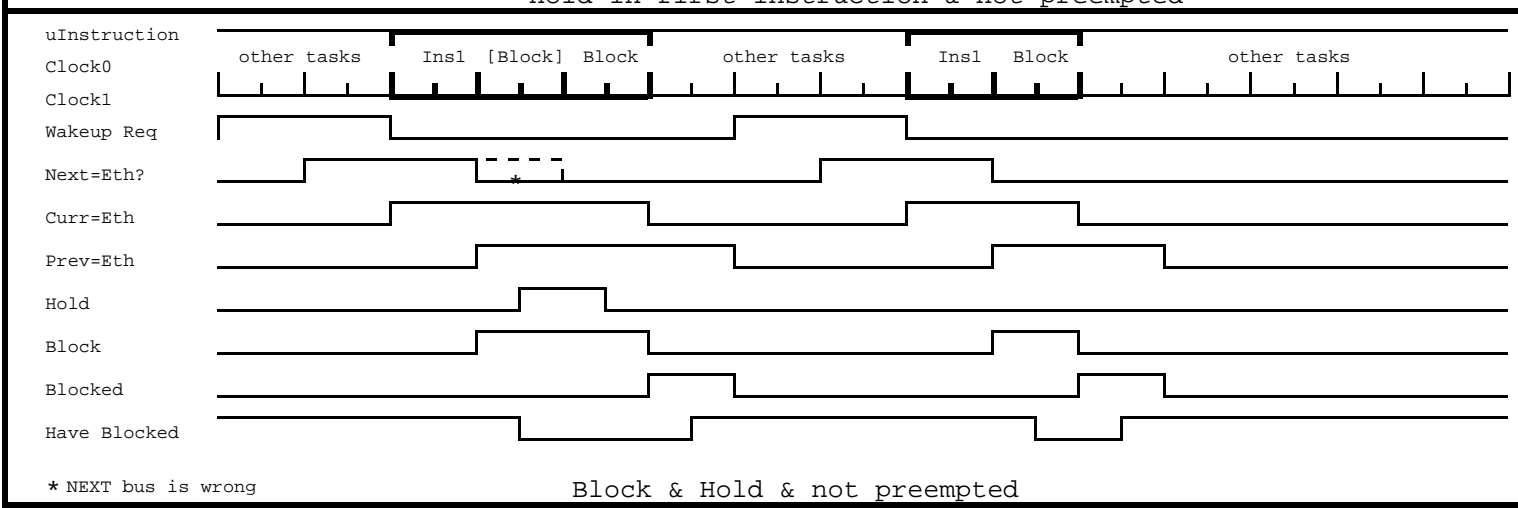 Hold in first instruction & not preempted
uInstruction
other tasks Ins1 [Block] Block other tasks Ins1 Block other tasks
Clock0
Clock1
Wakeup Req
Next=Eth?
*
Curr=Eth
Prev=Eth
Hold
Block
Blocked
Have Blocked
* NEXT bus is wrong
Block & Hold & not preempted